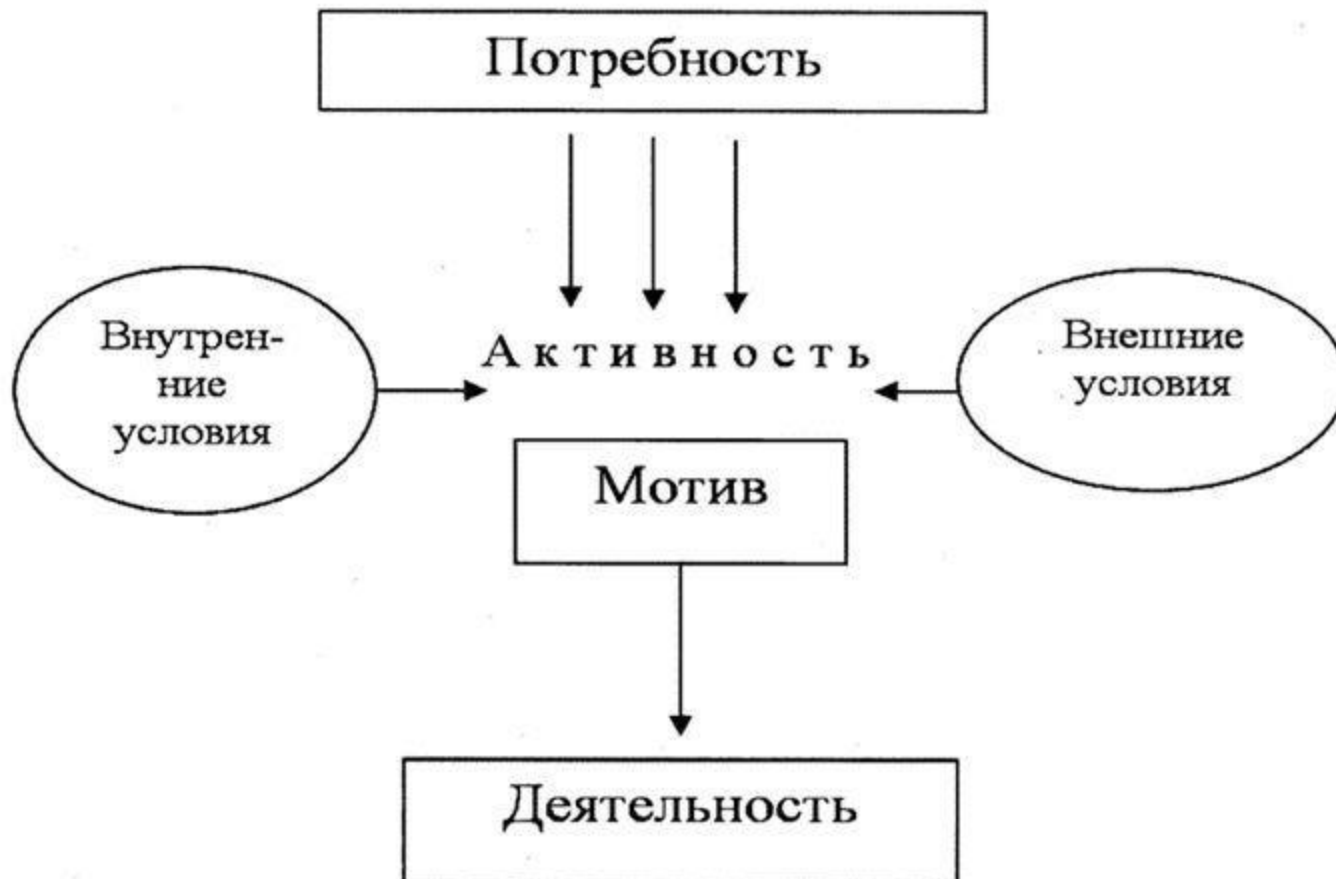 Потребность
Активность
Внутрен-
ние
условия
Внешние
условия
Мотив
Деятельность